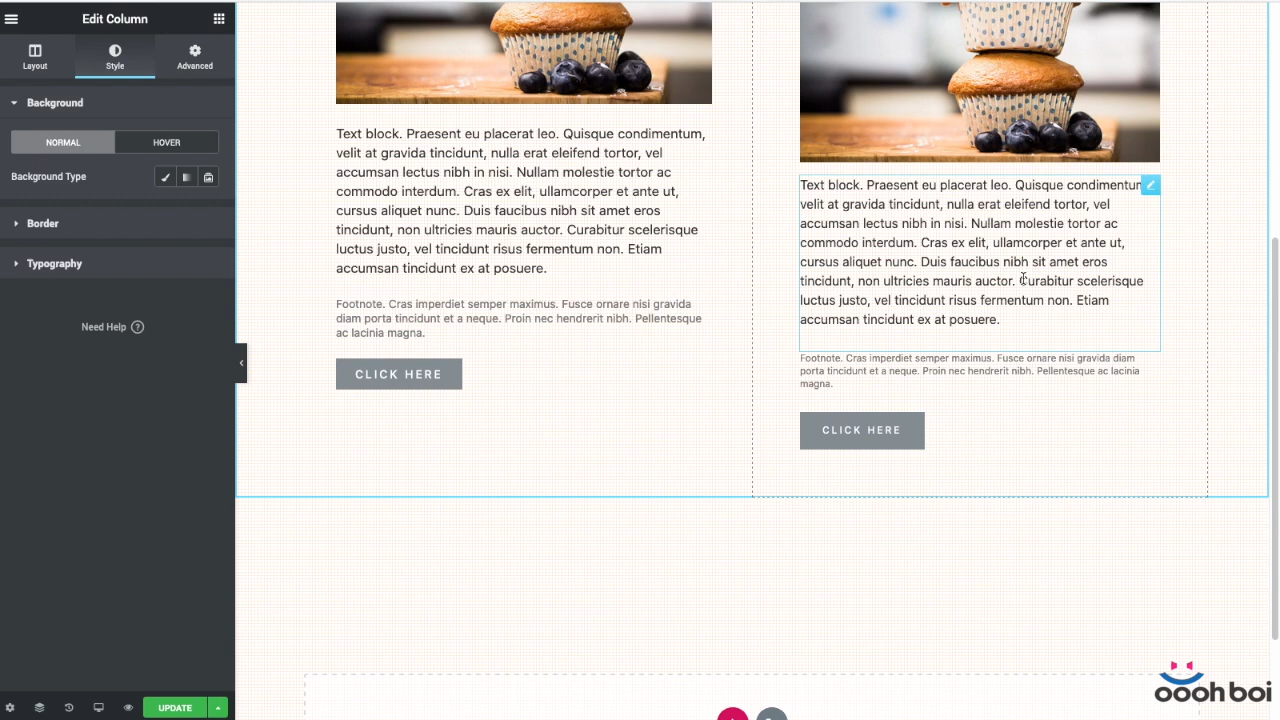 Edit Column
Layout
Style
Advanced
Background
NORMAL
HOVER
Background Type
Border
Typography
Need Help ?
UPDATE
Text block. Praesent eu placerat leo. Quisque condimentum,
velit at gravida tincidunt, nulla erat eleifend tortor, vel
accumsan lectus nibh in nisi. Nullam molestie tortor ac
commodo interdum. Cras ex elit, ullamcorper et ante ut,
cursus aliquet nunc. Duis faucibus nibh sit amet eros
tincidunt, non ultricies mauris auctor. Curabitur scelerisque
luctus justo, vel tincidunt risus fermentum non. Etiam
accumsan tincidunt ex at posuere.
Footnote. Cras imperdiet semper maximus. Fusce ornare nisi gravida
diam porta tincidunt et a neque. Proin nec hendrerit nibh. Pellentesque
ac lacinia magna.
CLICK HERE
Text block. Praesent eu placerat leo. Quisque condimentum
velit at gravida tincidunt, nulla erat eleifend tortor, vel
accumsan lectus nibh in nisi. Nullam molestie tortor ac
commodo interdum. Cras ex elit, ullamcorper et ante ut,
cursus aliquet nunc. Duis faucibus nibh sit amet eros
tincidunt, non ultricies mauris auctor. Curabitur scelerisque
luctus justo, vel tincidunt risus fermentum non. Etiam
accumsan tincidunt ex at posuere.
Footnote. Cras imperdiet semper maximus. Fusce ornare nisi gravida diam
porta tincidunt et a neque. Proin nec hendrerit nibh. Pellentesque ac lacinia
magna.
CLICK HERE
oooh boi